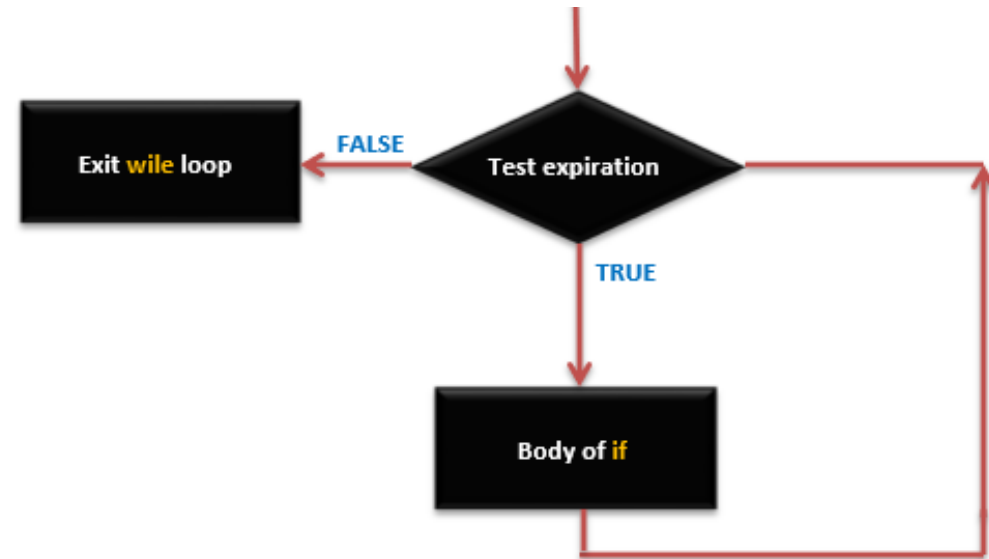 FALSE
Exit wile loop
Test expiration
TRUE
Body of if